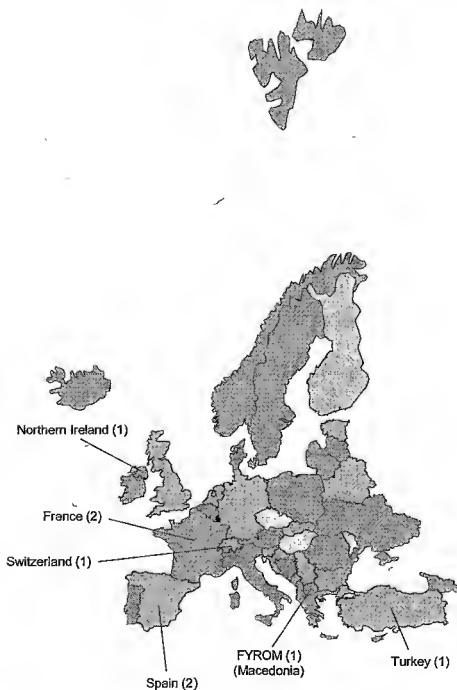 Northern Ireland (1)
France (2)
Switzerland (1)
Spain (2)
FYROM (1)
(Macedonia)
Turkey (1)